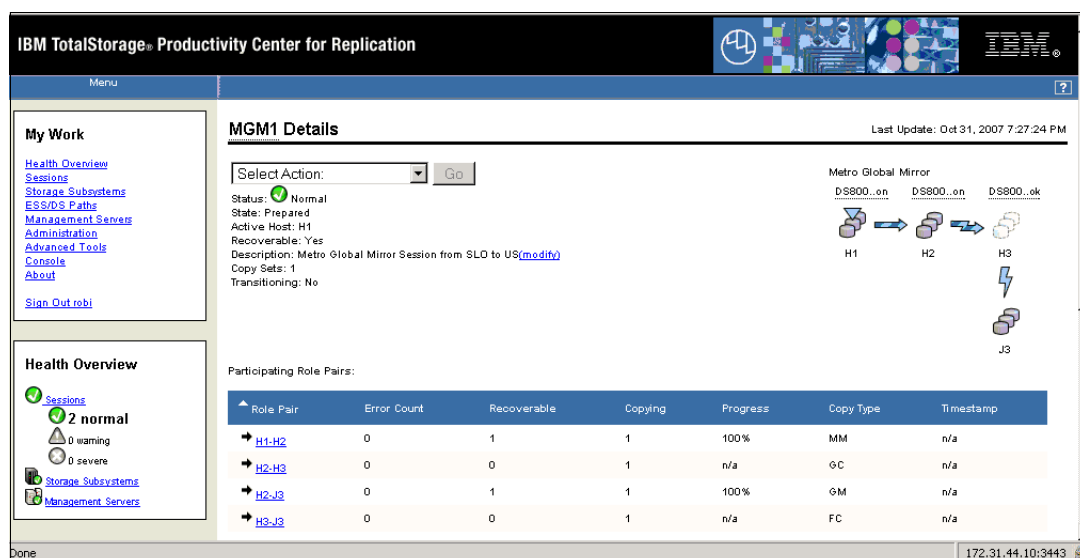 IBM TotalStorage® Productivity Center for Replication
IBM®
Menu
?
My Work
Health Overview
Sessions
Storage Subsystems
ESS/DS Paths
Management Servers
Administration
Advanced Tools
Console
About
Sign Out robi
Health Overview
Sessions
2 normal
0 warning
0 severe
Storage Subsystems
Management Servers
MGM1 Details
Last Update: Oct 31, 2007 7:27:24 PM
Select Action: Go
Status: Normal
State: Prepared
Active Host: H1
Recoverable: Yes
Description: Metro Global Mirror Session from SLO to US(modify)
Copy Sets: 1
Transitioning: No
Metro Global Mirror
DS800..on DS800..on DS800..ok
H1 H2 H3
J3
Participating Role Pairs:
Role Pair Error Count Recoverable Copying Progress Copy Type Timestamp
H1-H2 0 1 1 100% MM n/a
H2-H3 0 0 1 n/a GC n/a
H2-J3 0 1 1 100% GM n/a
H3-J3 0 0 1 n/a FC n/a
Done
172.31.44.10:3443